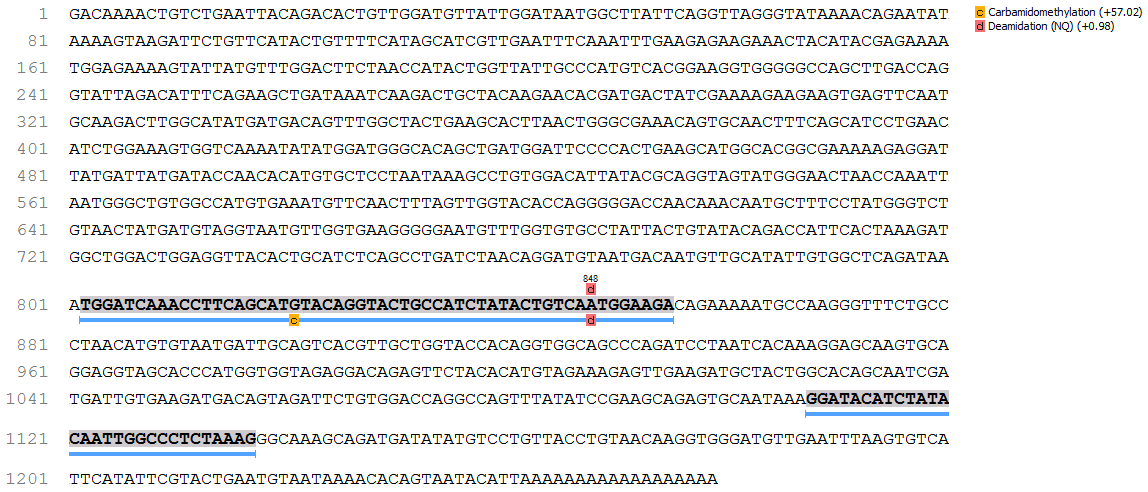 1 GACAAAACTGTCTGAATTACAGACACTGTTGGATGTTATTGGATAATGGCTTATTCAGGTTAGGGTATAAAACAGAATAT
c Carbamidomethylation (+57.02)
81 AAAAGTAAGATTCTGTTCATACTGTTTTCATAGCATCGTTGAATTTCAAATTTGAAGAGAAGAAACTACATACGAGAAAA
d Deamidation (NQ) (+0.98)
161 TGGAGAAAAGTATTATGTTTGGACTTCTAACCATACTGGTTATTGCCCATGTCACGGAAGGTGGGGGCCAGCTTGACCAG
241 GTATTAGACATTTCAGAAGCTGATAAATCAAGACTGCTACAAGAACACGATGACTATCGAAAAGAAGAAGTGAGTTCAAT
321 GCAAGACTTGGCATATGATGACAGTTTGGCTACTGAAGCACTTAACTGGGCGAAACAGTGCAACTTTCAGCATCCTGAAC
401 ATCTGGAAAGTGGTCAAAATATATGGATGGGCACAGCTGATGGATTCCCCACTGAAGCATGGCACGGCGAAAAAGAGGAT
481 TATGATTATGATACCAACACATGTGCTCCTAATAAAGCCTGTGGACATTATACGCAGGTAGTATGGGAACTAACCAAATT
561 AATGGGCTGTGGCCATGTGAAATGTTCAACTTTAGTTGGTACACCAGGGGGACCAACAAACAATGCTTTCCTATGGGTCT
641 GTAACTATGATGTAGGTAATGTTGGTGAAGGGGGAATGTTTGGTGTGCCTATTACTGTATACAGACCATTCACTAAAGAT
721 GGCTGGACTGGAGGTTACACTGCATCTCAGCCTGATCTAACAGGATGTAATGACAATGTTGCATATTGTGGCTCAGATAA
848
d
801 ATGGATCAAACCTTCAGCATGTACAGGTACTGCCATCTATACTGTCAATGGAAGACAGAAAAATGCCAAGGGTTTCTGCC
c d
881 CTAACATGTGTAATGATTGCAGTCACGTTGCTGGTACCACAGGTGGCAGCCCAGATCCTAATCACAAAGGAGCAAGTGCA
961 GGAGGTAGCACCCATGGTGGTAGAGGACAGAGTTCTACACATGTAGAAAGAGTTGAAGATGCTACTGGCACAGCAATCGA
1041 TGATTGTGAAGATGACAGTAGATTCTGTGGACCAGGCCAGTTTATATCCGAAGCAGAGTGCAATAAAGGATACATCTATA
1121 CAATTGGCCCTCTAAAGGGCAAAGCAGATGATATATGTCCTGTTACCTGTAACAAGGTGGGATGTTGAATTTAAGTGTCA
1201 TTCATATTCGTACTGAATGTAATAAAACACAGTAATACATTAAAAAAAAAAAAAAAAAA